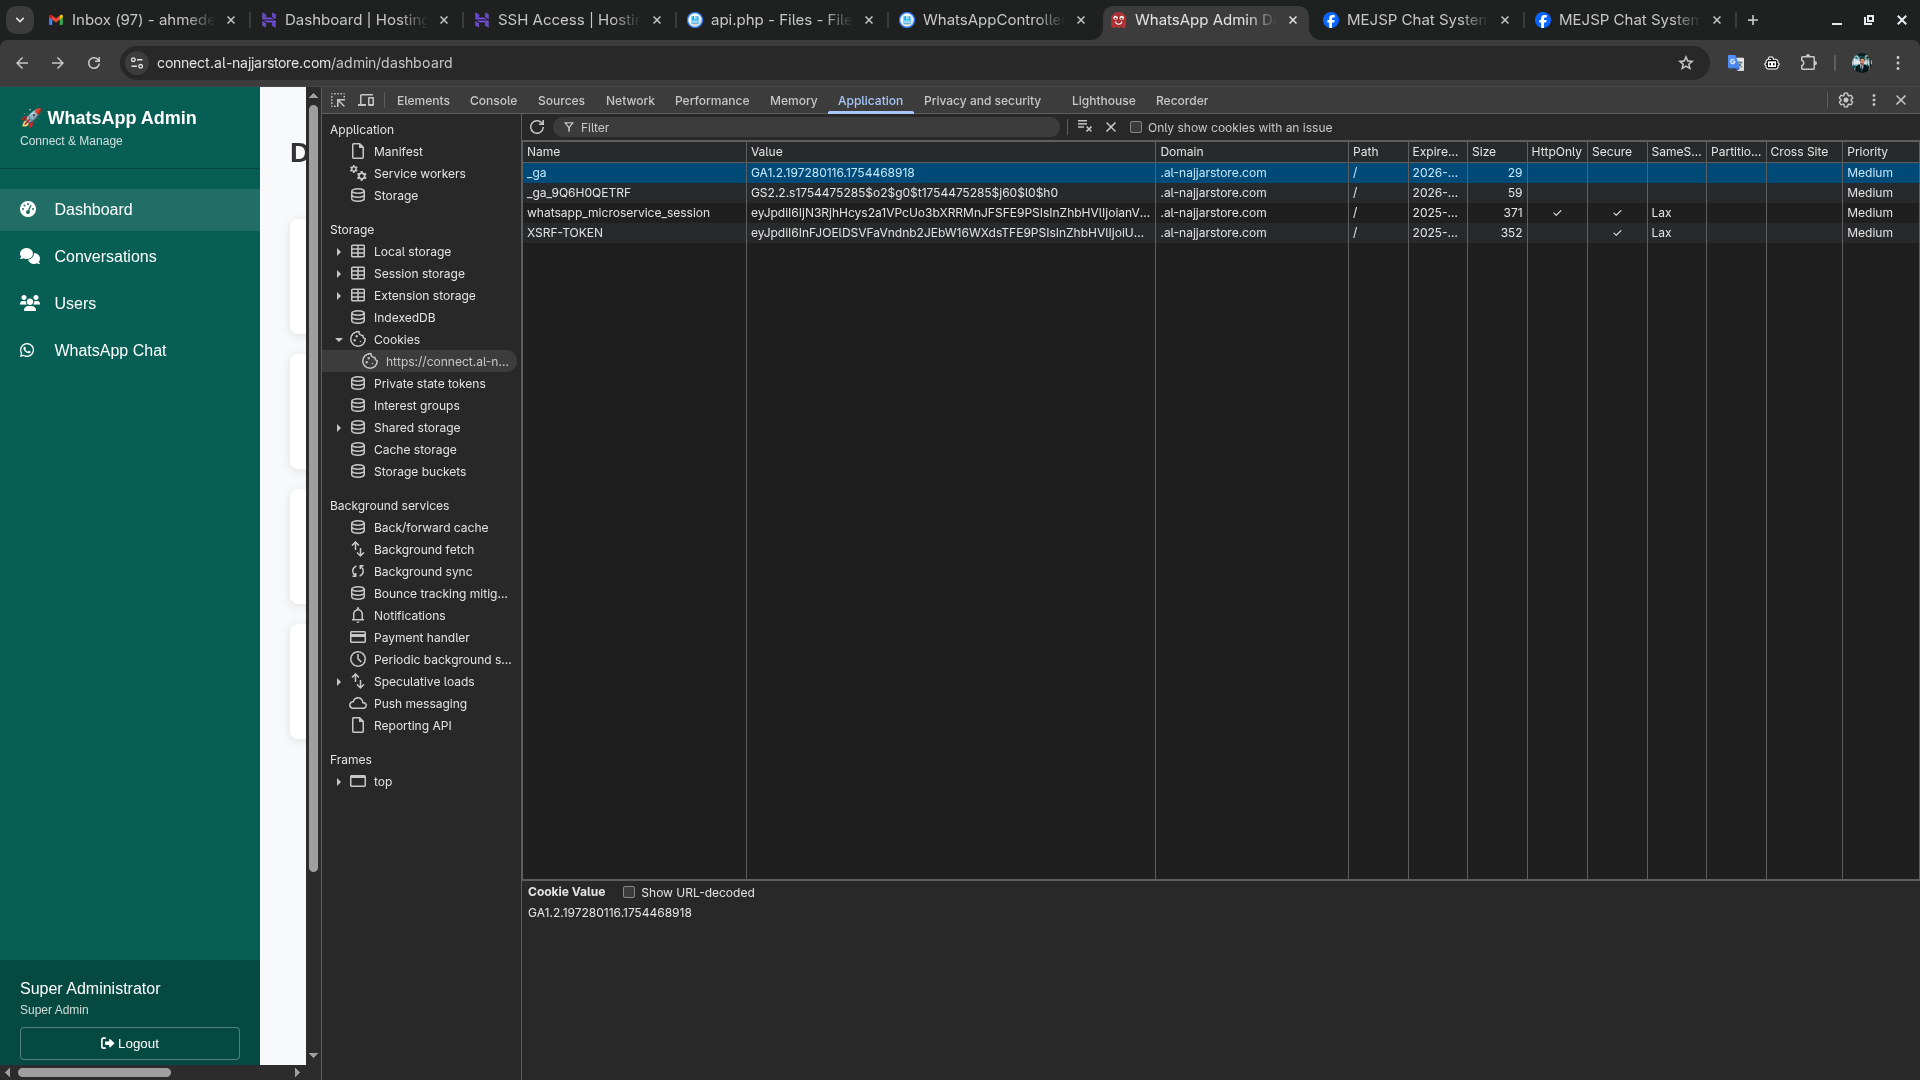 Inbox (97) - ahmede
Dashboard | Hosting
SSH Access | Hostin
api.php - Files - File
WhatsAppControlle
WhatsApp Admin D
MEJSP Chat System
MEJSP Chat System
connect.al-najjarstore.com/admin/dashboard
🚀 WhatsApp Admin
Connect & Manage
Dashboard
Conversations
Users
WhatsApp Chat
Super Administrator
Super Admin
Logout
D
Elements Console Sources Network Performance Memory Application Privacy and security Lighthouse Recorder
Application
Manifest
Service workers
Storage
Storage
Local storage
Session storage
Extension storage
IndexedDB
Cookies
https://connect.al-n...
Private state tokens
Interest groups
Shared storage
Cache storage
Storage buckets
Background services
Back/forward cache
Background fetch
Background sync
Bounce tracking mitig...
Notifications
Payment handler
Periodic background s...
Speculative loads
Push messaging
Reporting API
Frames
top
Filter
Only show cookies with an issue
Name Value Domain Path Expire... Size HttpOnly Secure SameS... Partitio... Cross Site Priority
_ga GA1.2.197280116.1754468918 .al-najjarstore.com / 2026-... 29 Medium
_ga_9Q6H0QETRF GS2.2.s1754475285$o2$g0$t1754475285$j60$l0$h0 .al-najjarstore.com / 2026-... 59 Medium
whatsapp_microservice_session .al-najjarstore.com / 2025-... 371 ✓ ✓ Lax Medium
XSRF-TOKEN .al-najjarstore.com / 2025-... 352 ✓ Lax Medium
Cookie Value Show URL-decoded
GA1.2.197280116.1754468918